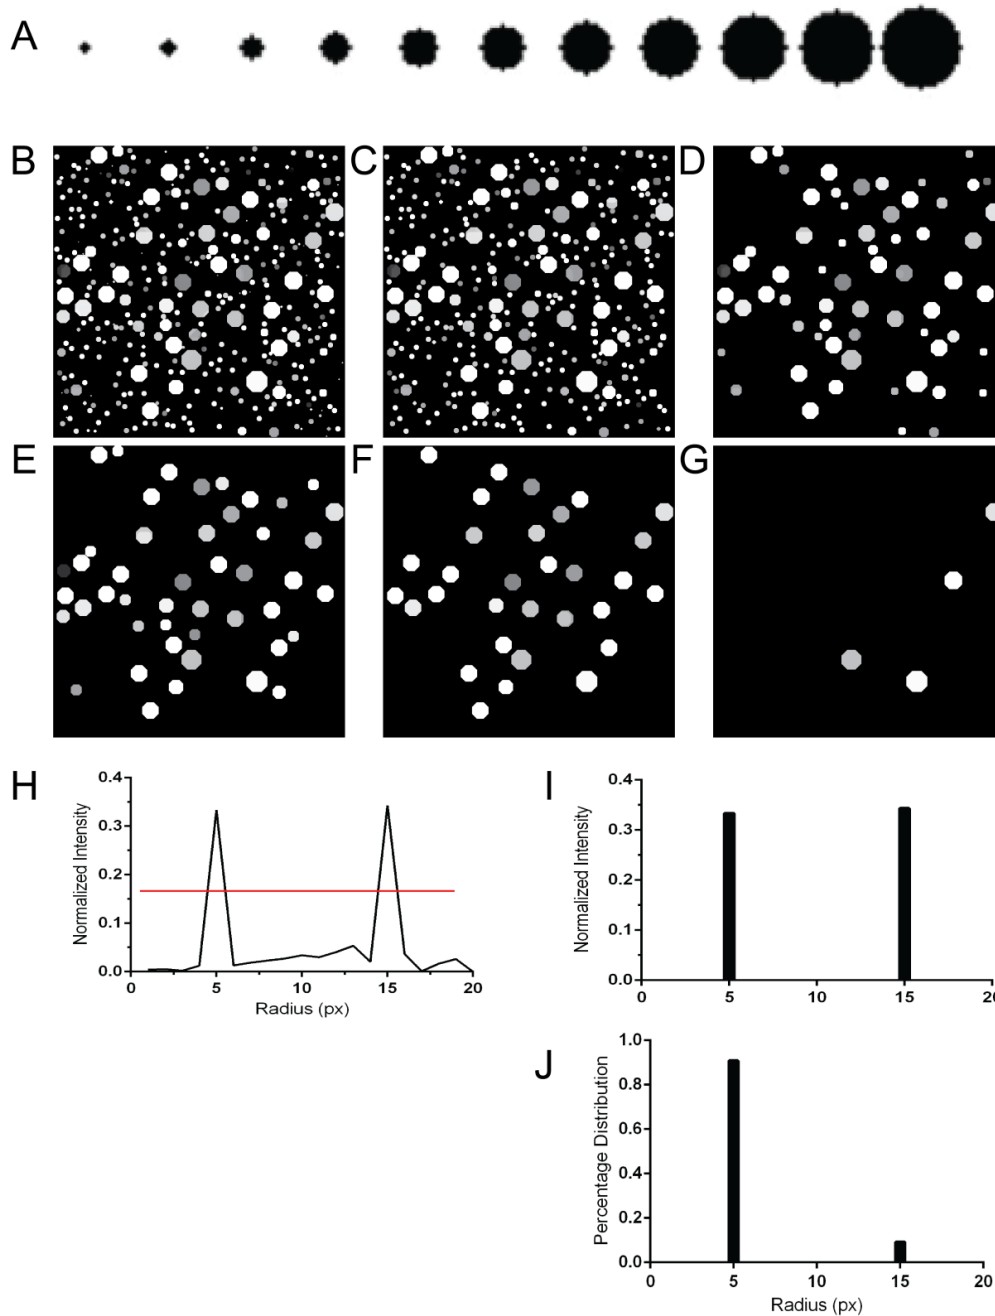 A
B
C
D
E
F
G
H
0.4
0.3
0.2
0.1
0.0
Normalized Intensity
0 5 10 15 20
Radius (px)
I
0.4
0.3
0.2
0.1
0.0
Normalized Intensity
0 5 10 15 20
J
1.0
0.8
0.6
0.4
0.2
0.0
Percentage Distribution
0 5 10 15 20
Radius (px)